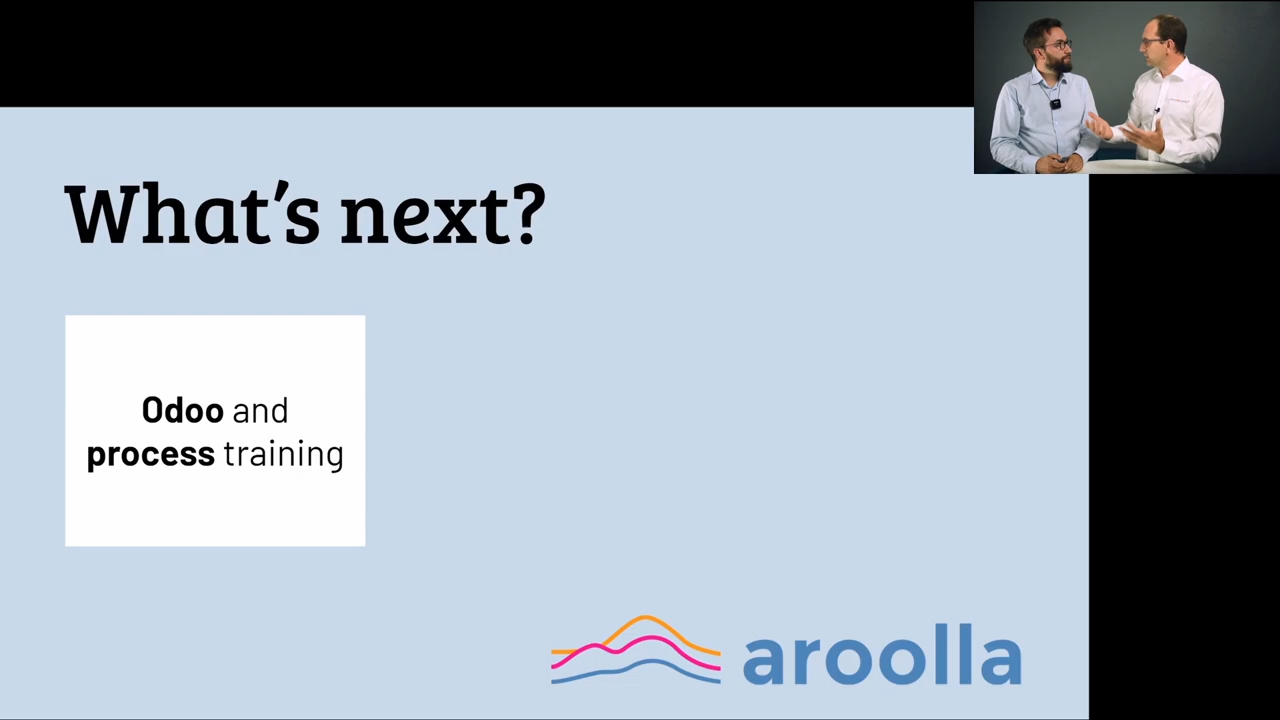 What's next?
Odoo and
process training
aroolla